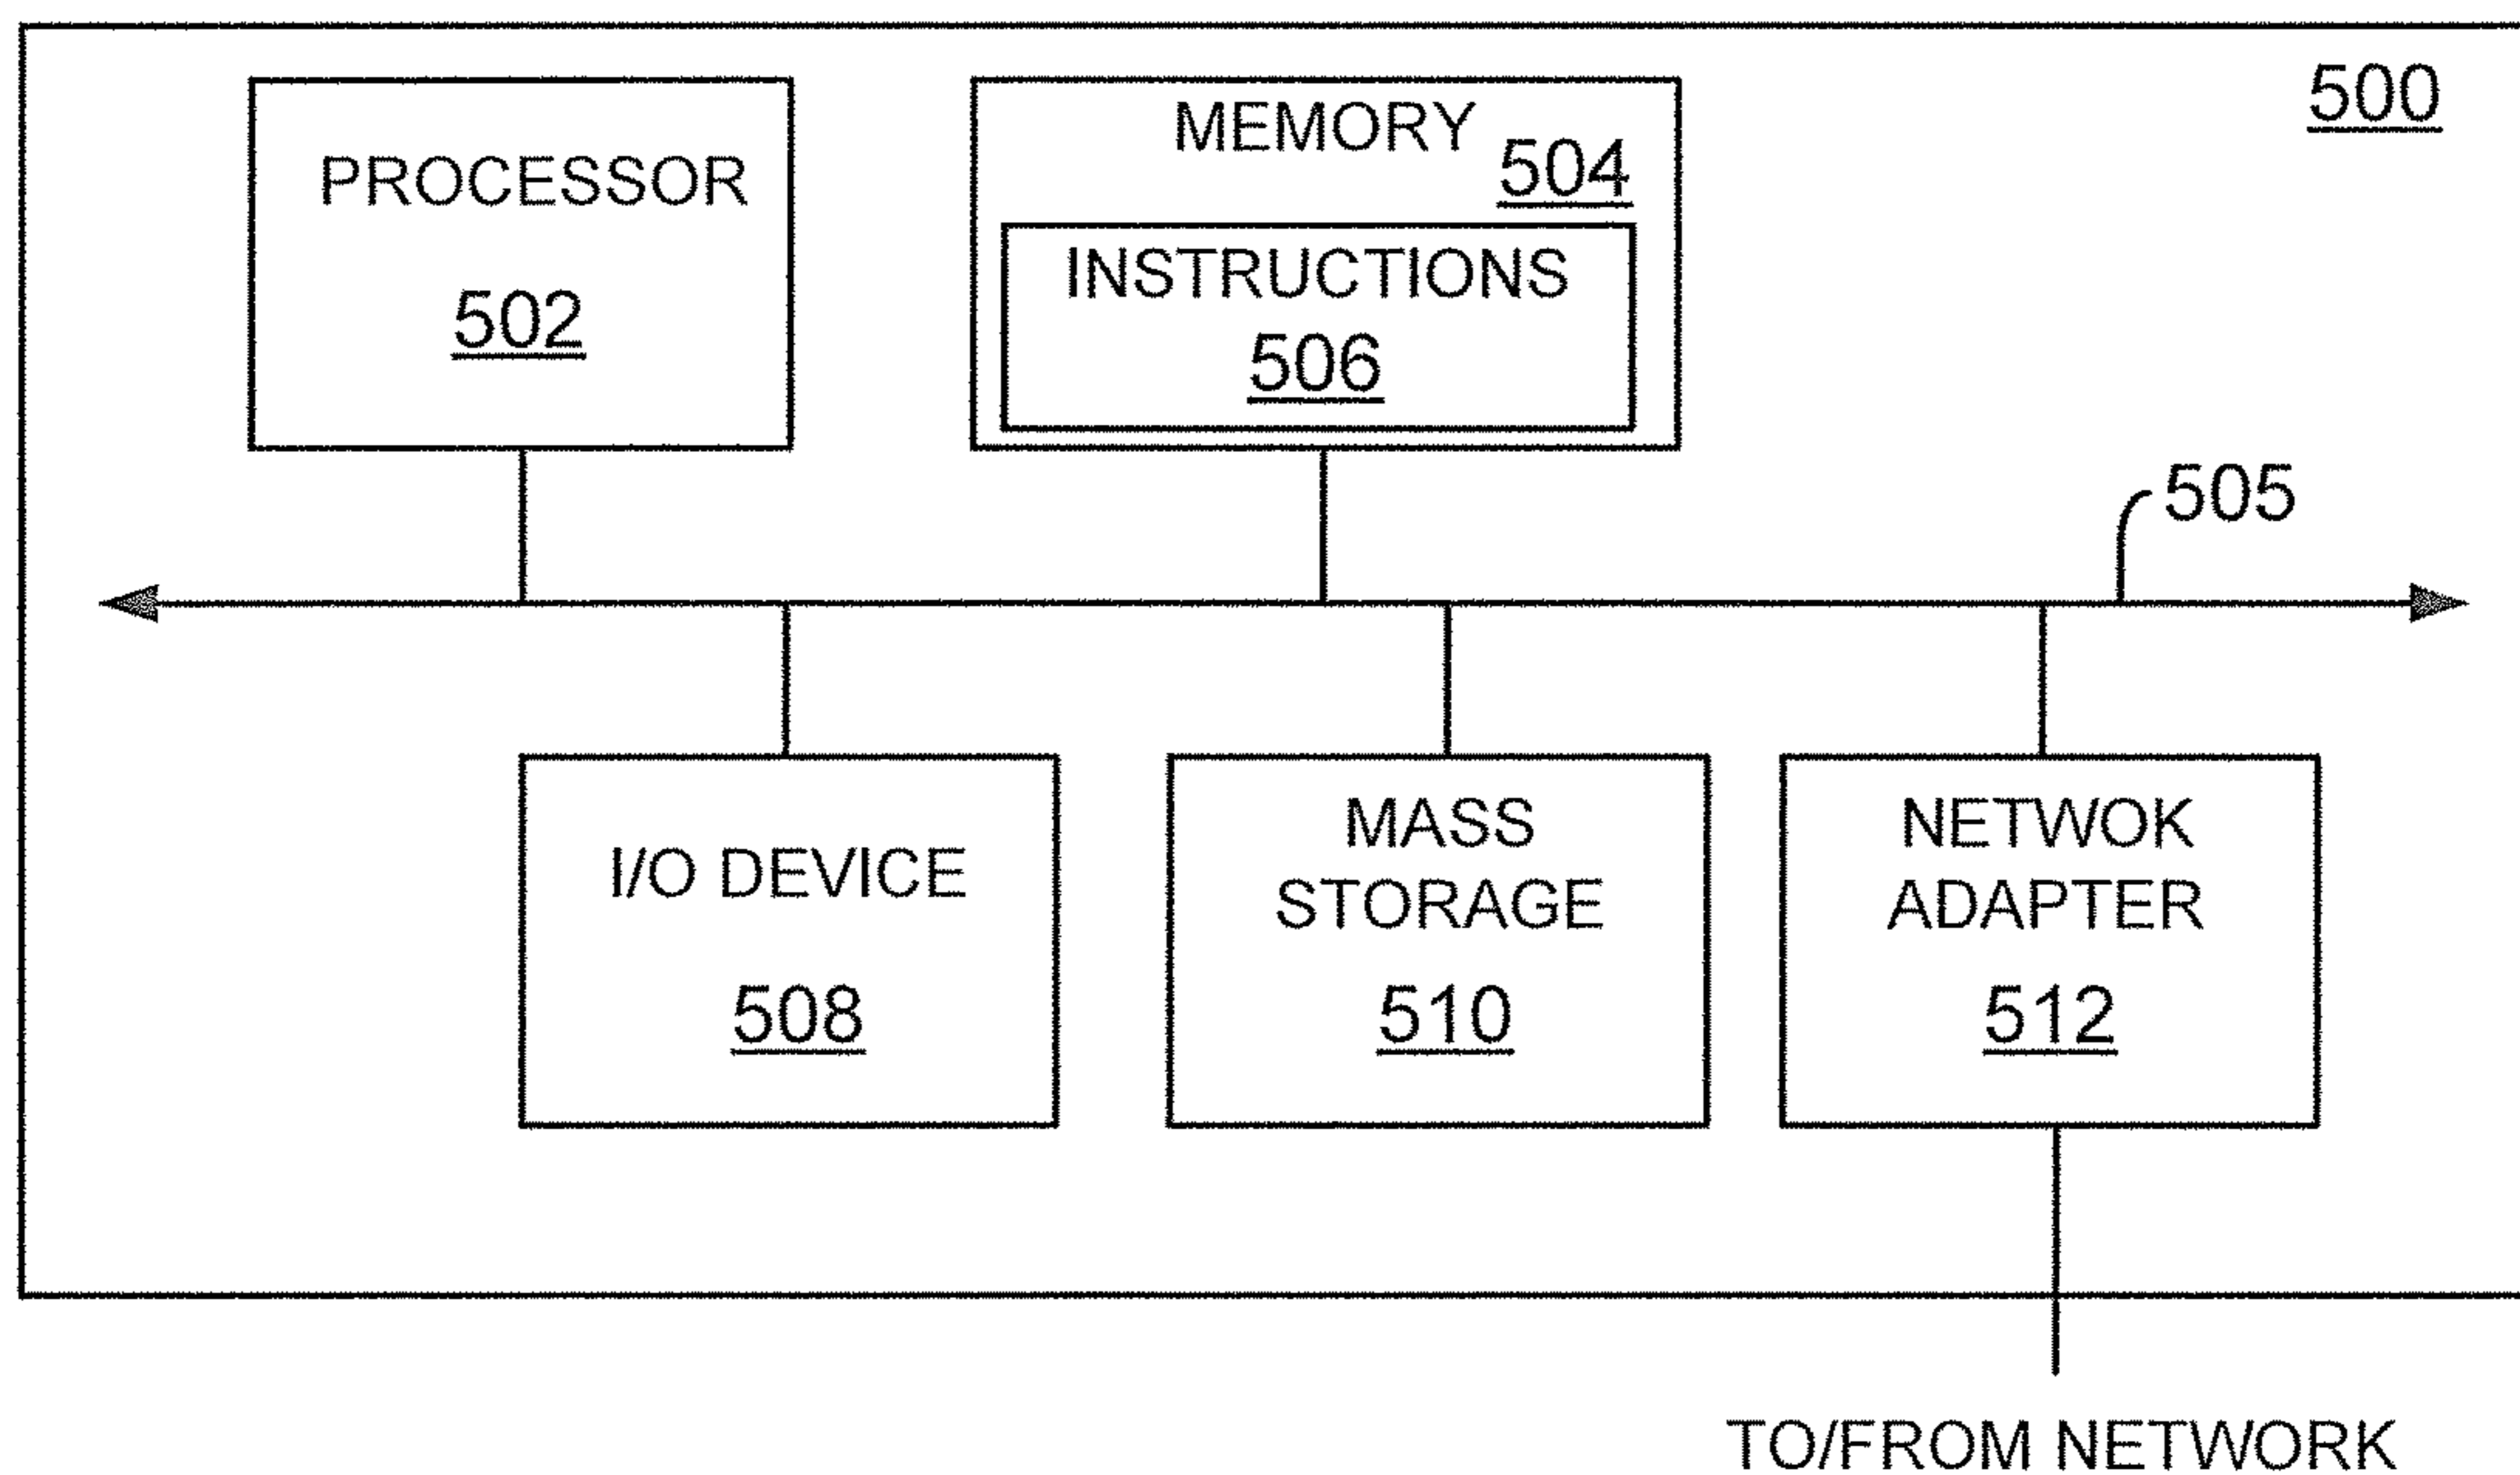 500
PROCESSOR
502
MEMORY
504
INSTRUCTIONS
506
505
I/O DEVICE
508
MASS
STORAGE
510
NETWOK
ADAPTER
512
TO/FROM NETWORK